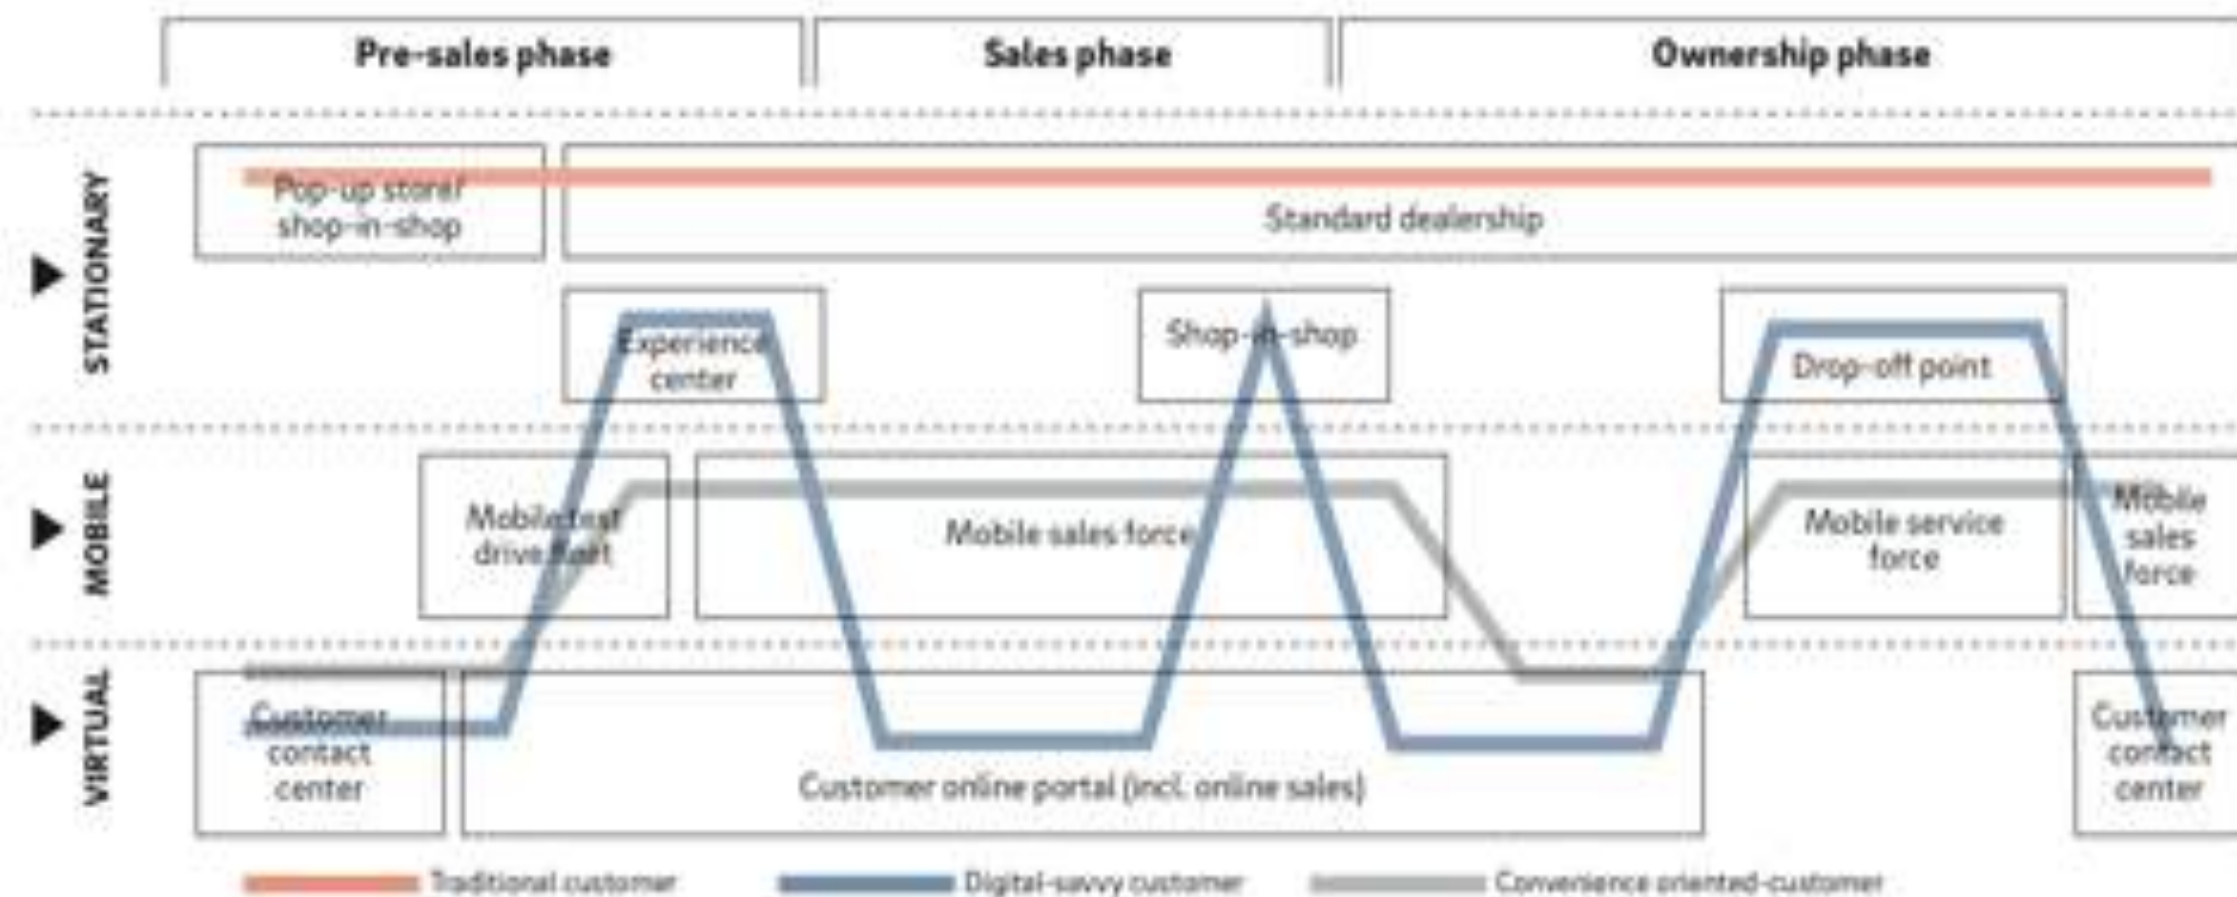 Pre-sales phase
Sales phase
Ownership phase
STATIONARY
Pop-up store/
shop-in-shop
Standard dealership
Experience
center
Shop-in-shop
Drop-off point
MOBILE
Mobile test
drive fleet
Mobile sales force
Mobile service
force
Mobile
sales
force
VIRTUAL
Customer
contact
center
Customer online portal (incl. online sales)
Customer
contact
center
Traditional customer
Digital-savvy customer
Convenience oriented-customer